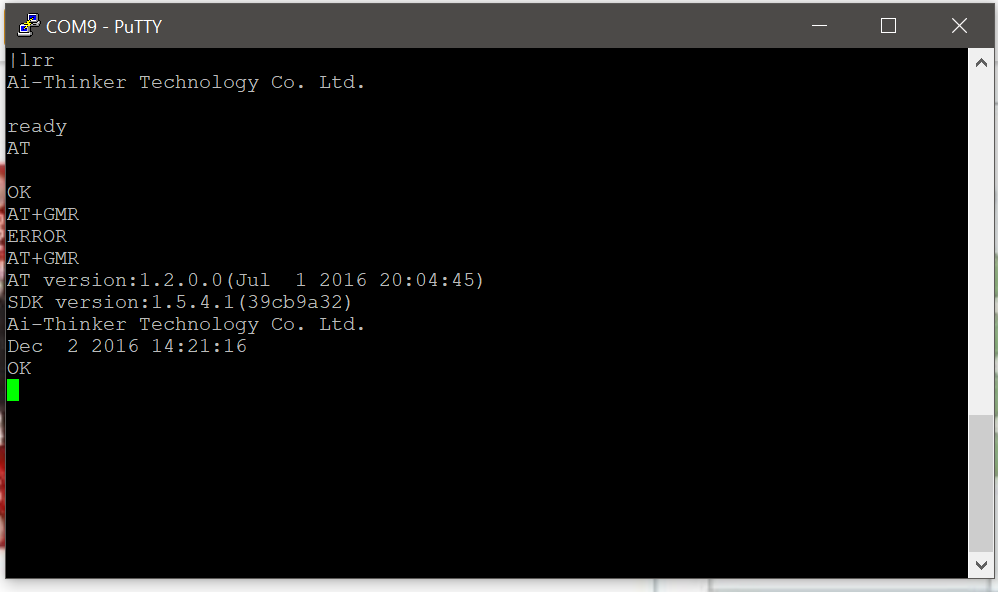 COM9 - PuTTY
|lrr
Ai-Thinker Technology Co. Ltd.
ready
AT
OK
AT+GMR
ERROR
AT+GMR
AT version:1.2.0.0(Jul  1 2016 20:04:45)
SDK version:1.5.4.1(39cb9a32)
Ai-Thinker Technology Co. Ltd.
Dec  2 2016 14:21:16
OK